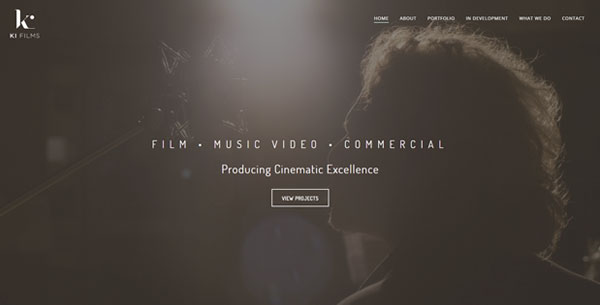 k:
KI FILMS
HOME ABOUT PORTFOLIO IN DEVELOPMENT WHAT WE DO CONTACT
FILM • MUSIC VIDEO • COMMERCIAL
Producing Cinematic Excellence
VIEW PROJECTS